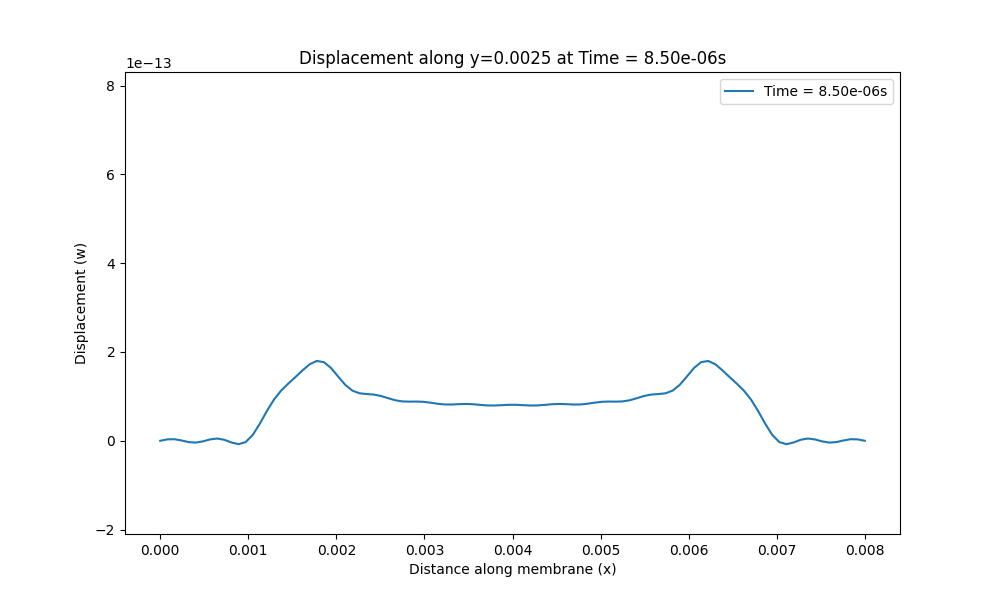 Displacement along y=0.0025 at Time = 8.50e-06s
1e−13
Time = 8.50e-06s
8
6
4
2
0
−2
Displacement (w)
0.000 0.001 0.002 0.003 0.004 0.005 0.006 0.007 0.008
Distance along membrane (x)